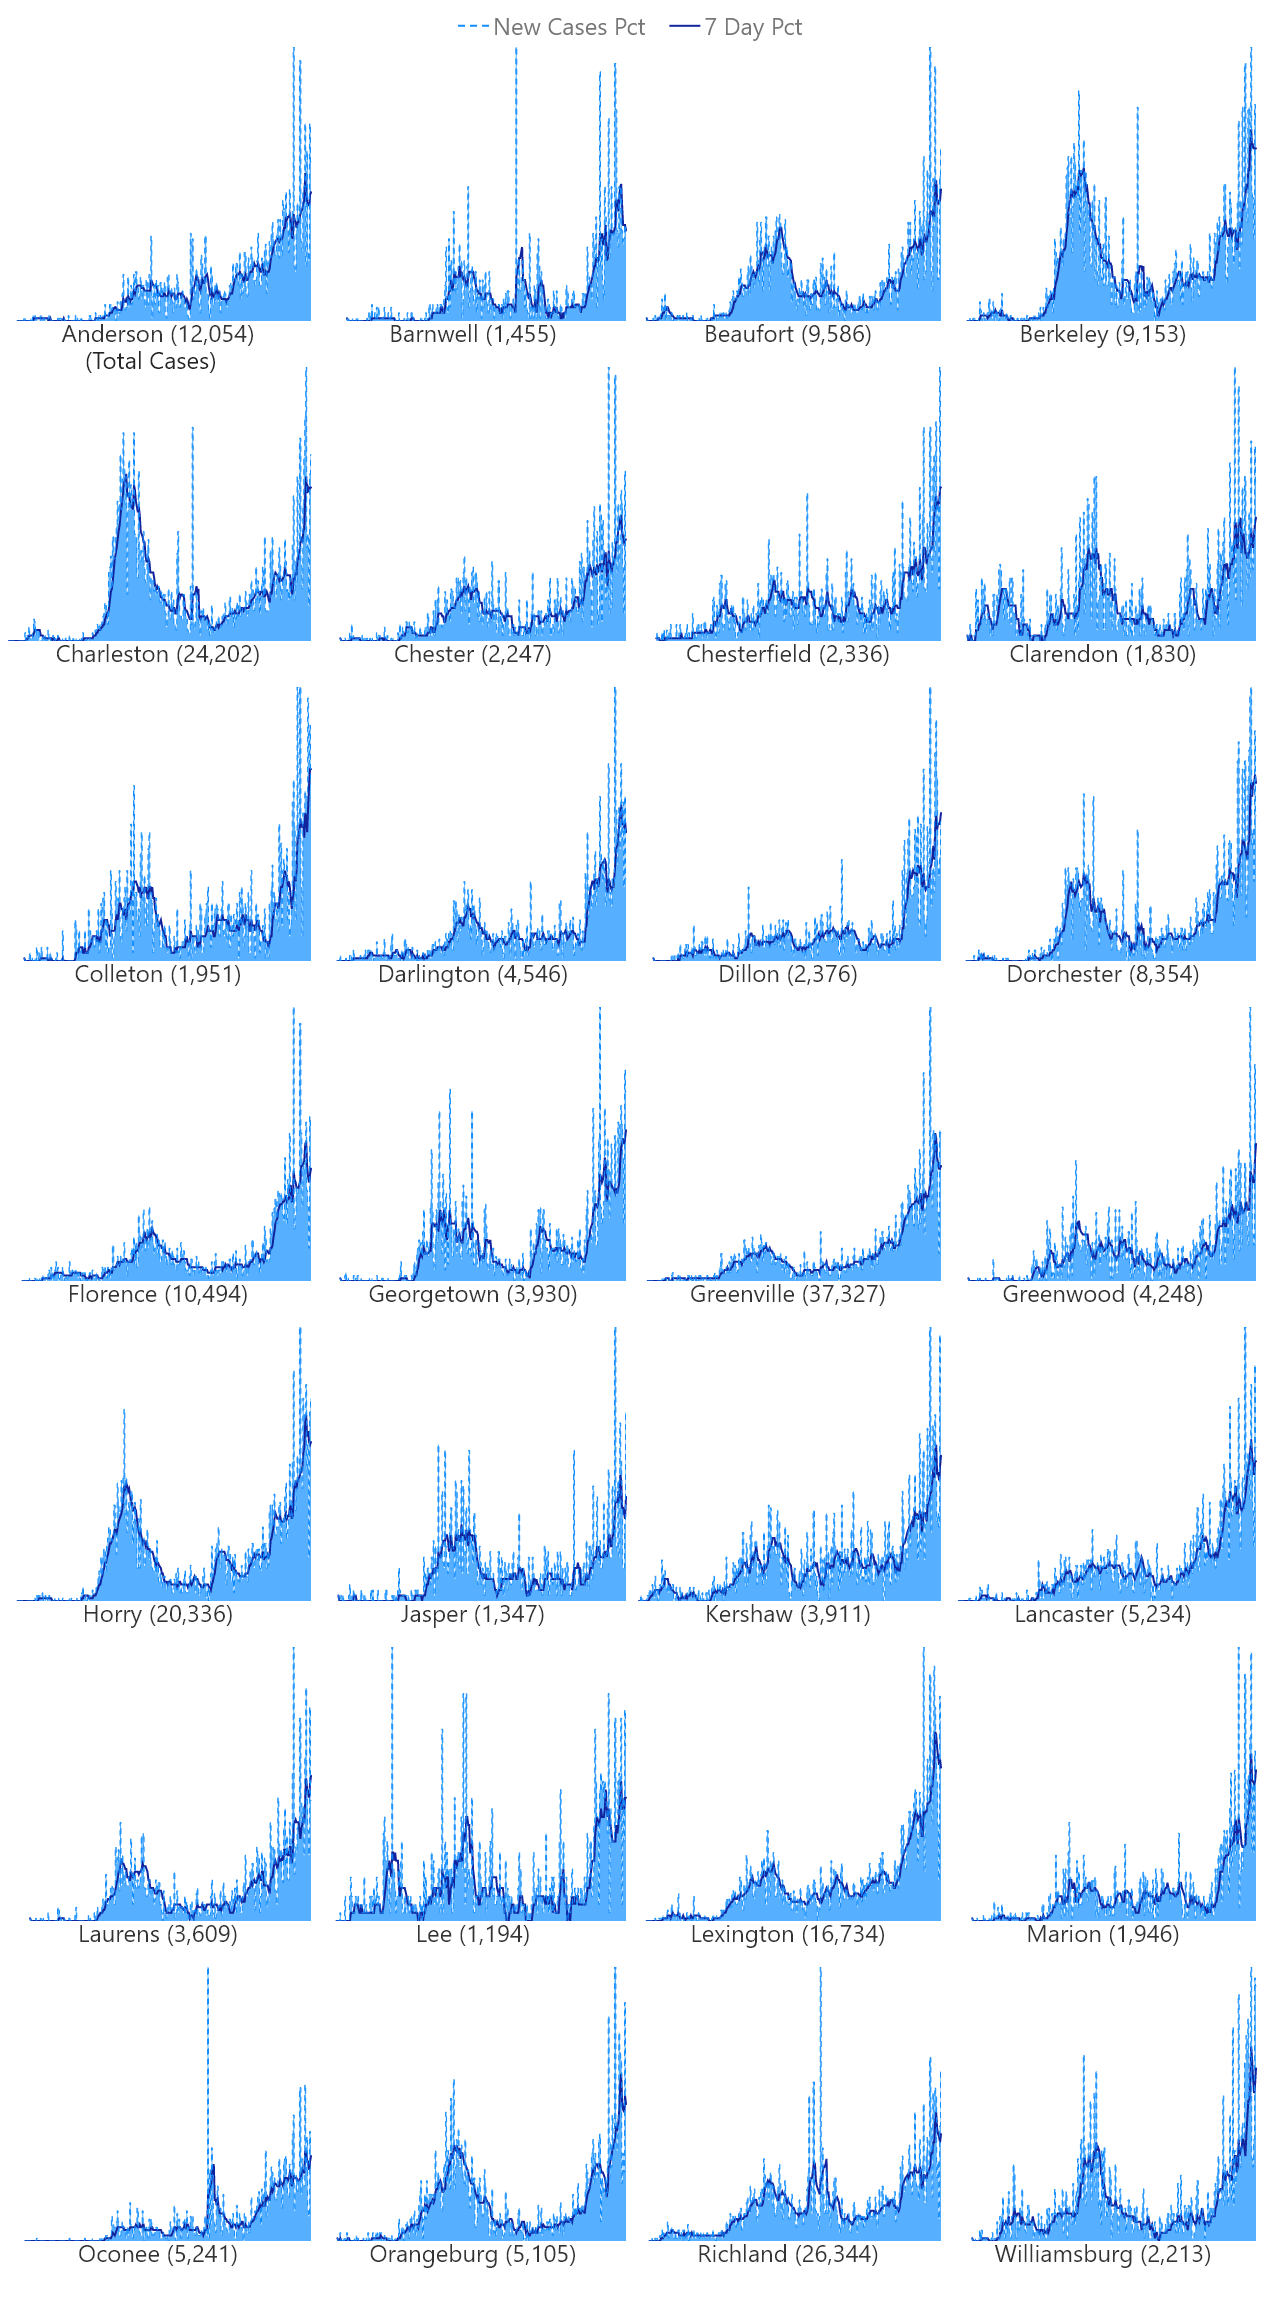 New Cases Pct 7 Day Pct
Anderson (12,054) Barnwell (1,455) Beaufort (9,586) Berkeley (9,153)
(Total Cases)
Charleston (24,202) Chester (2,247) Chesterfield (2,336) Clarendon (1,830)
Colleton (1,951) Darlington (4,546) Dillon (2,376) Dorchester (8,354)
Florence (10,494) Georgetown (3,930) Greenville (37,327) Greenwood (4,248)
Horry (20,336) Jasper (1,347) Kershaw (3,911) Lancaster (5,234)
Laurens (3,609) Lee (1,194) Lexington (16,734) Marion (1,946)
Oconee (5,241) Orangeburg (5,105) Richland (26,344) Williamsburg (2,213)